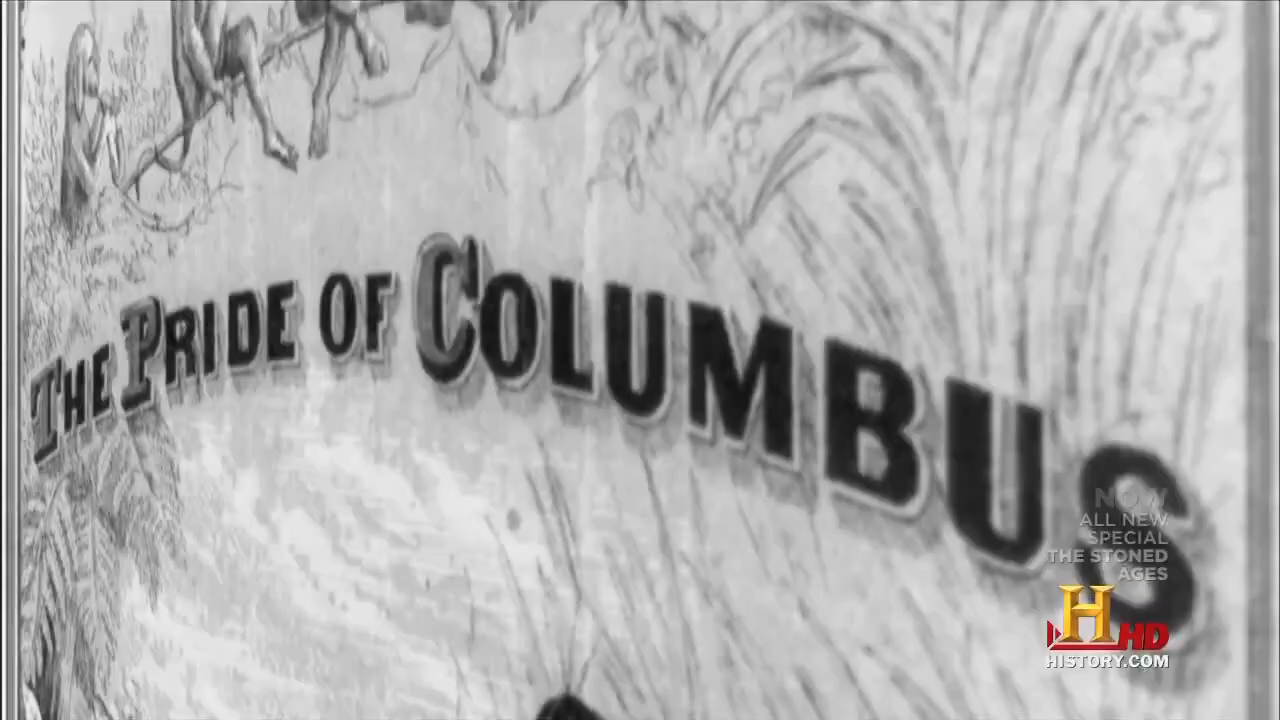 THE PRIDE OF COLUMBUS
NOW
ALL NEW
SPECIAL
THE STONED
AGES
H HD
HISTORY.COM